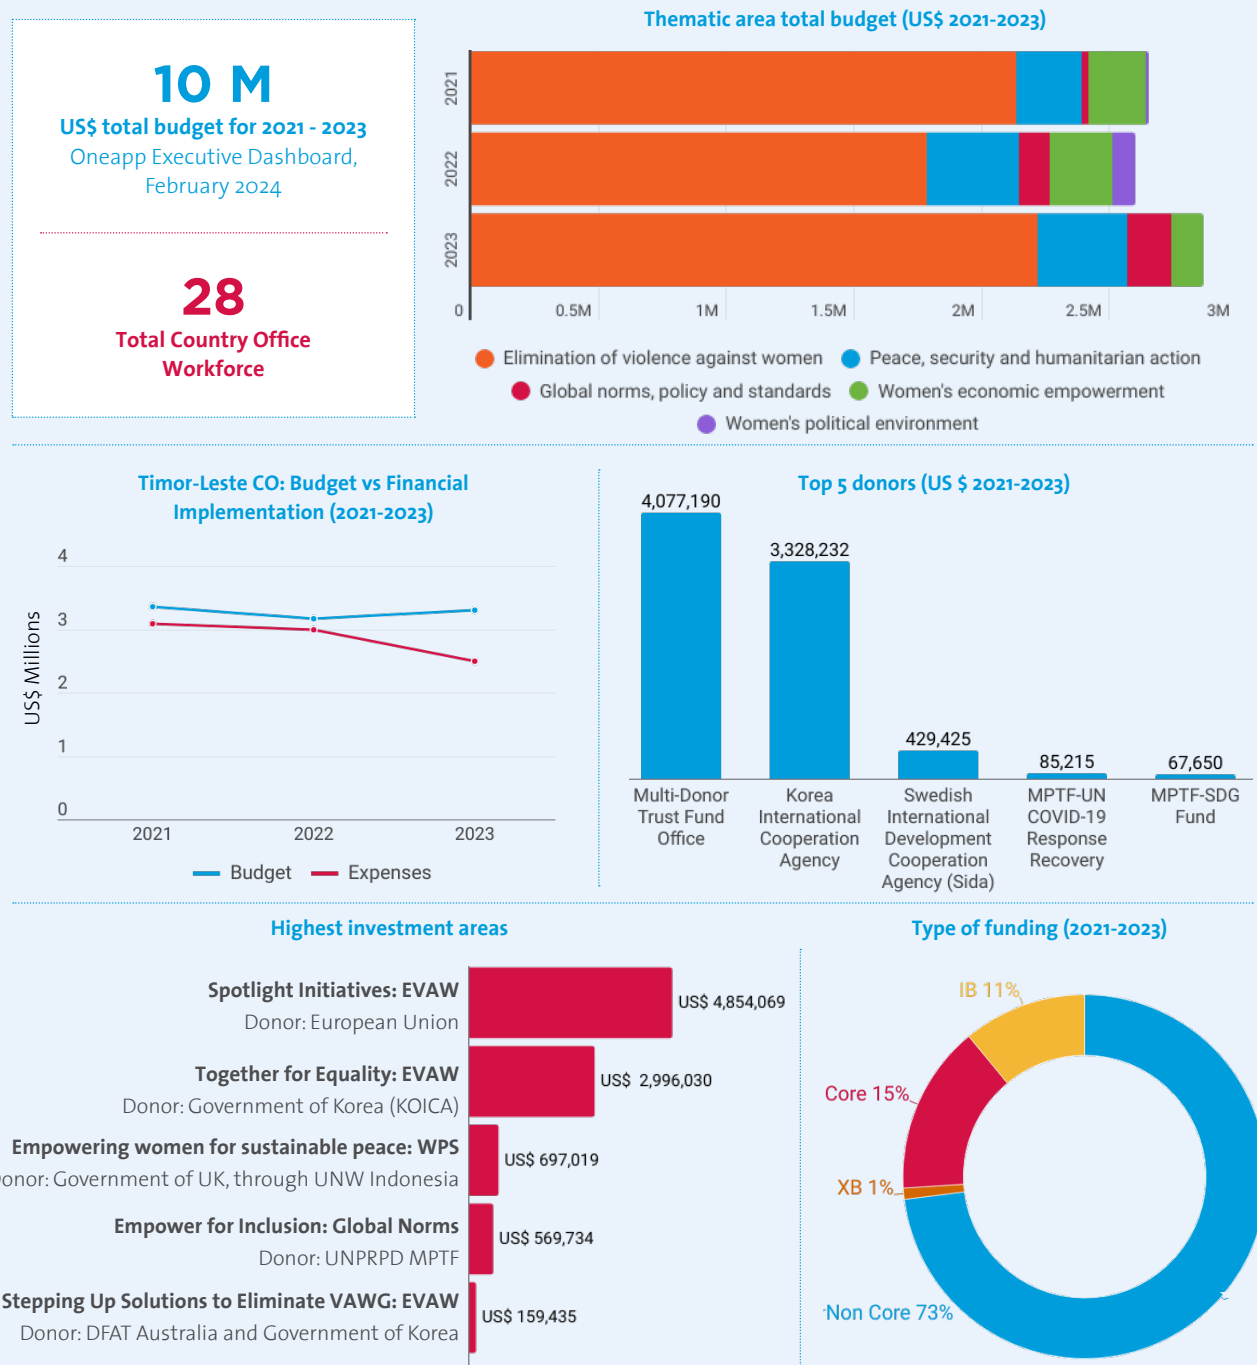 10 M
US$ total budget for 2021 - 2023
Oneapp Executive Dashboard,
February 2024
28
Total Country Office
Workforce
Thematic area total budget (US$ 2021-2023)
2021
2022
2023
0 0.5M 1M 1.5M 2M 2.5M 3M
Elimination of violence against women Peace, security and humanitarian action
Global norms, policy and standards Women's economic empowerment
Women's political environment
Timor-Leste CO: Budget vs Financial
Implementation (2021-2023)
US$ Millions
4
3
2
1
0
2021 2022 2023
Budget Expenses
Top 5 donors (US $ 2021-2023)
4,077,190
3,328,232
429,425
85,215
67,650
Multi-Donor
Trust Fund
Office
Korea
International
Cooperation
Agency
Swedish
International
Development
Cooperation
Agency (Sida)
MPTF-UN
COVID-19
Response
Recovery
MPTF-SDG
Fund
Highest investment areas
Spotlight Initiatives: EVAW
Donor: European Union
US$ 4,854,069
Together for Equality: EVAW
Donor: Government of Korea (KOICA)
US$ 2,996,030
Empowering women for sustainable peace: WPS
onor: Government of UK, through UNW Indonesia
US$ 697,019
Empower for Inclusion: Global Norms
Donor: UNPRPD MPTF
US$ 569,734
Stepping Up Solutions to Eliminate VAWG: EVAW
Donor: DFAT Australia and Government of Korea
US$ 159,435
Type of funding (2021-2023)
IB 11%
Core 15%
XB 1%
Non Core 73%